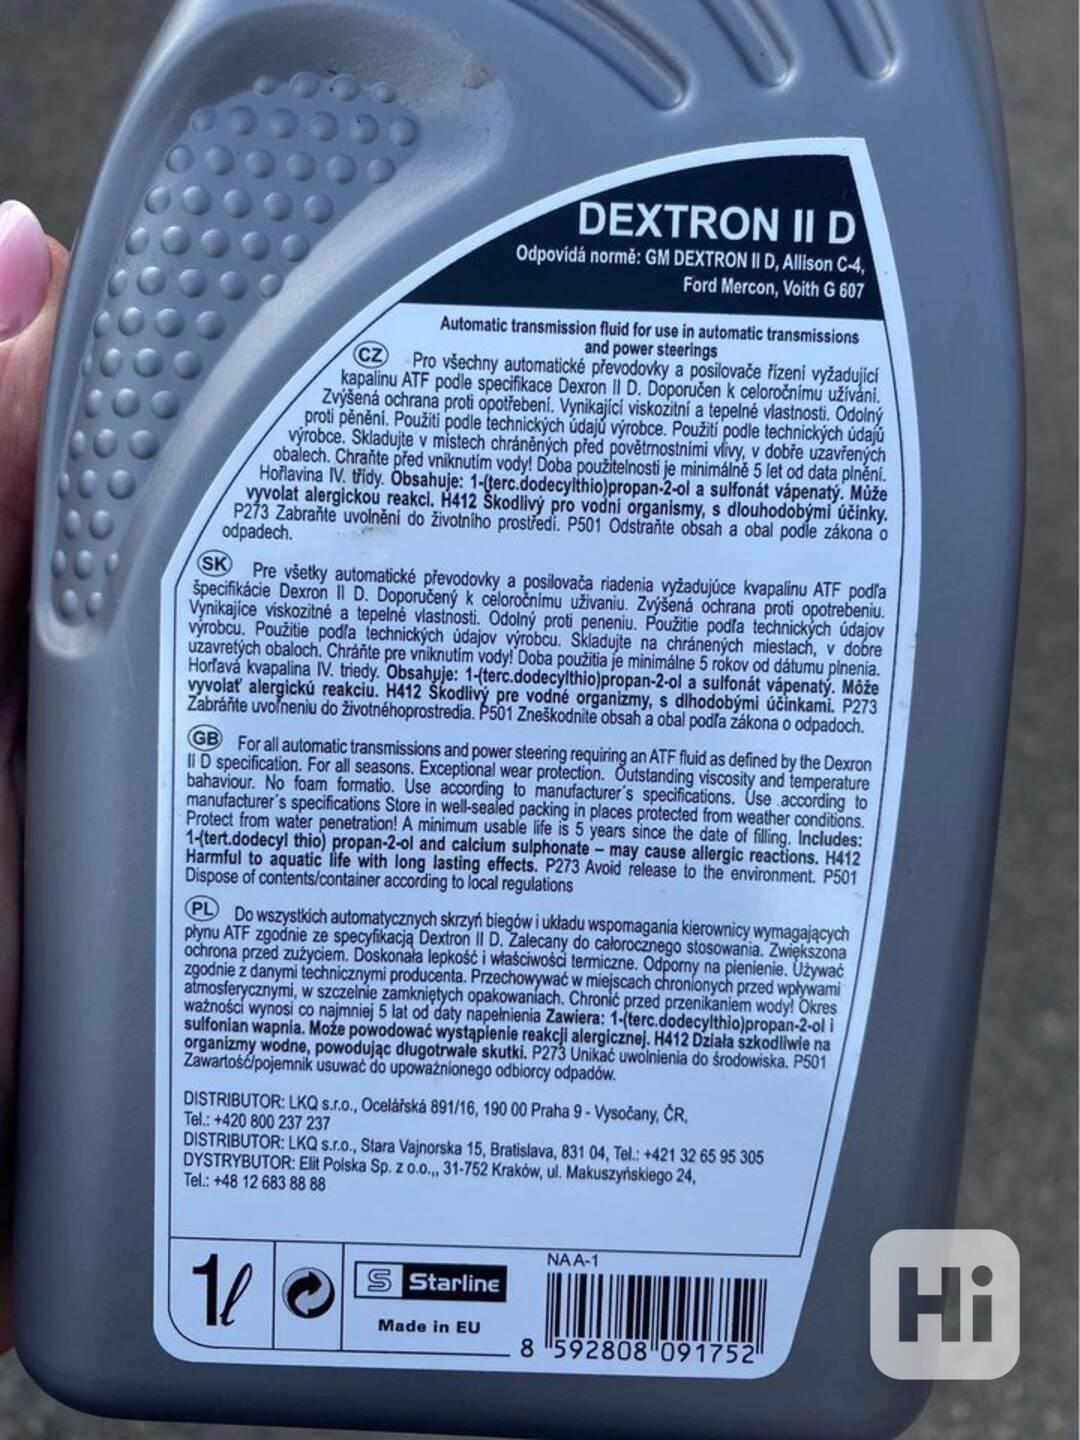 DEXTRON II D
Odpovídá normě: GM DEXTRON II D, Allison C-4,
Ford Mercon, Voith G 607
Automatic transmission fluid for use in automatic transmissions
and power steerings
CZ Pro všechny automatické převodovky a posilovače řízení vyžadující
kapalinu ATF podle specifikace Dexron II D. Doporučen k celoročnímu užívání.
Zvýšená ochrana proti opotřebení. Vynikající viskozitní a tepelné vlastnosti. Odolný
proti pěnění. Použití podle technických údajů výrobce. Použití podle technických údajů
výrobce. Skladujte v místech chráněných před povětrnostními vlivy, v dobře uzavřených
obalech. Chraňte před vniknutím vody! Doba použitelnosti je minimálně 5 let od data plnění.
Hořlavina IV. třídy. Obsahuje: 1-(terc.dodecylthio)propan-2-ol a sulfonát vápenatý. Může
vyvolat alergickou reakci. H412 Škodlivý pro vodní organismy, s dlouhodobými účinky.
P273 Zabraňte uvolnění do životního prostředí. P501 Odstraňte obsah a obal podle zákona o
odpadech.
SK Pre všetky automatické převodovky a posilovača riadenia vyžadujúce kvapalinu ATF podľa
špecifikácie Dexron II D. Doporučený k celoročnímu uživaniu. Zvýšená ochrana proti opotrebeniu.
Vynikajíce viskozitné a tepelné vlastnosti. Odolný proti peneniu. Použitie podľa technických údajov
výrobcu. Použitie podľa technických údajov výrobcu. Skladujte na chránených miestach, v dobre
uzavretých obaloch. Chráňte pre vniknutím vody! Doba použitia je minimálne 5 rokov od dátumu plnenia.
Horľavá kvapalina IV. triedy. Obsahuje: 1-(terc.dodecylthio)propan-2-ol a sulfonát vápenatý. Môže
vyvolať alergickú reakciu. H412 Škodlivý pre vodné organizmy, s dlhodobými účinkami. P273
Zabráňte uvoľneniu do životnéhoprostredia. P501 Zneškodnite obsah a obal podľa zákona o odpadoch.
GB For all automatic transmissions and power steering requiring an ATF fluid as defined by the Dexron
II D specification. For all seasons. Exceptional wear protection. Outstanding viscosity and temperature
bahaviour. No foam formatio. Use according to manufacturer´s specifications. Use according to
manufacturer´s specifications Store in well-sealed packing in places protected from weather conditions.
Protect from water penetration! A minimum usable life is 5 years since the date of filling. Includes:
1-(tert.dodecyl thio) propan-2-ol and calcium sulphonate – may cause allergic reactions. H412
Harmful to aquatic life with long lasting effects. P273 Avoid release to the environment. P501
Dispose of contents/container according to local regulations
PL Do wszystkich automatycznych skrzyń biegów i układu wspomagania kierownicy wymagających
płynu ATF zgodnie ze specyfikacją Dextron II D. Zalecany do całorocznego stosowania. Zwiększona
ochrona przed zużyciem. Doskonała lepkość i właściwości termiczne. Odporny na pienienie. Używać
zgodnie z danymi technicznymi producenta. Przechowywać w miejscach chronionych przed wpływami
atmosferycznymi, w szczelnie zamkniętych opakowaniach. Chronić przed przenikaniem wody! Okres
ważności wynosi co najmniej 5 lat od daty napełnienia Zawiera: 1-(terc.dodecylthio)propan-2-ol i
sulfonian wapnia. Może powodować wystąpienie reakcji alergicznej. H412 Działa szkodliwie na
organizmy wodne, powodując długotrwałe skutki. P273 Unikać uwolnienia do środowiska. P501
Zawartość/pojemnik usuwać do upoważnionego odbiorcy odpadów.
DISTRIBUTOR: LKQ s.r.o., Ocelářská 891/16, 190 00 Praha 9 - Vysočany, ČR,
Tel.: +420 800 237 237
DISTRIBUTOR: LKQ s.r.o., Stara Vajnorska 15, Bratislava, 831 04, Tel.: +421 32 65 95 305
DYSTRYBUTOR: Elit Polska Sp. z o.o.,, 31-752 Kraków, ul. Makuszyńskiego 24,
Tel.: +48 12 683 88 88
1ℓ
S Starline
Made in EU
NA A-1
8 592808 091752
Hi